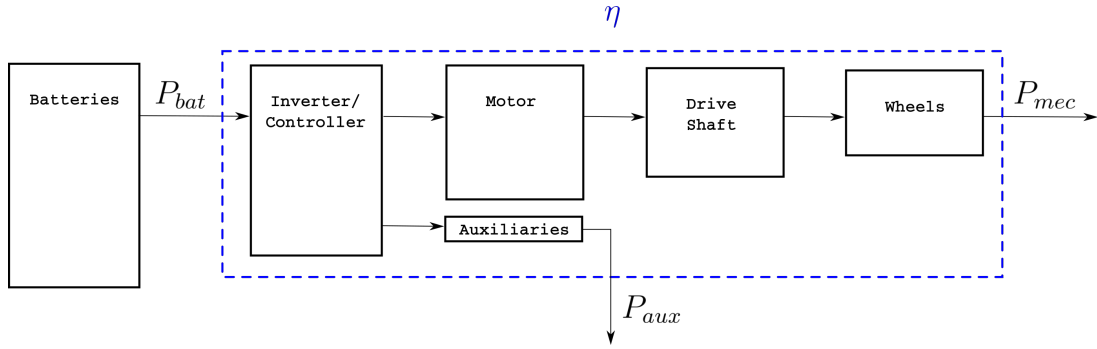 η
Batteries
P_bat
Inverter/
Controller
Motor
Drive
Shaft
Wheels
P_mec
Auxiliaries
P_aux